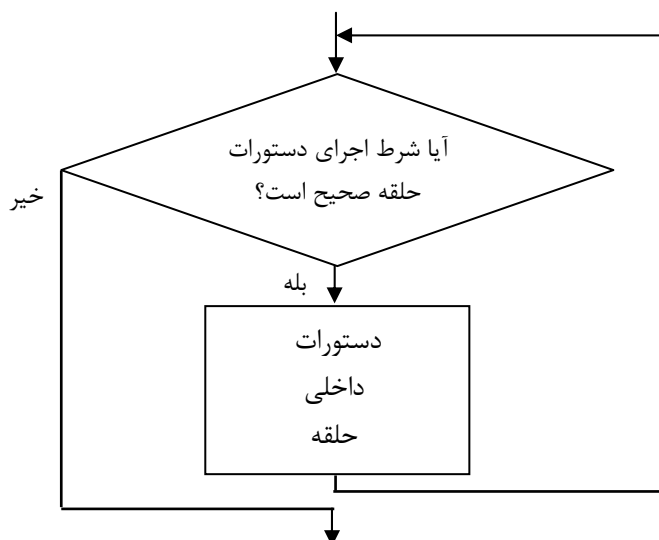 آیا شرط اجرای دستورات
حلقه صحیح است؟
خیر
بله
دستورات
داخلی
حلقه